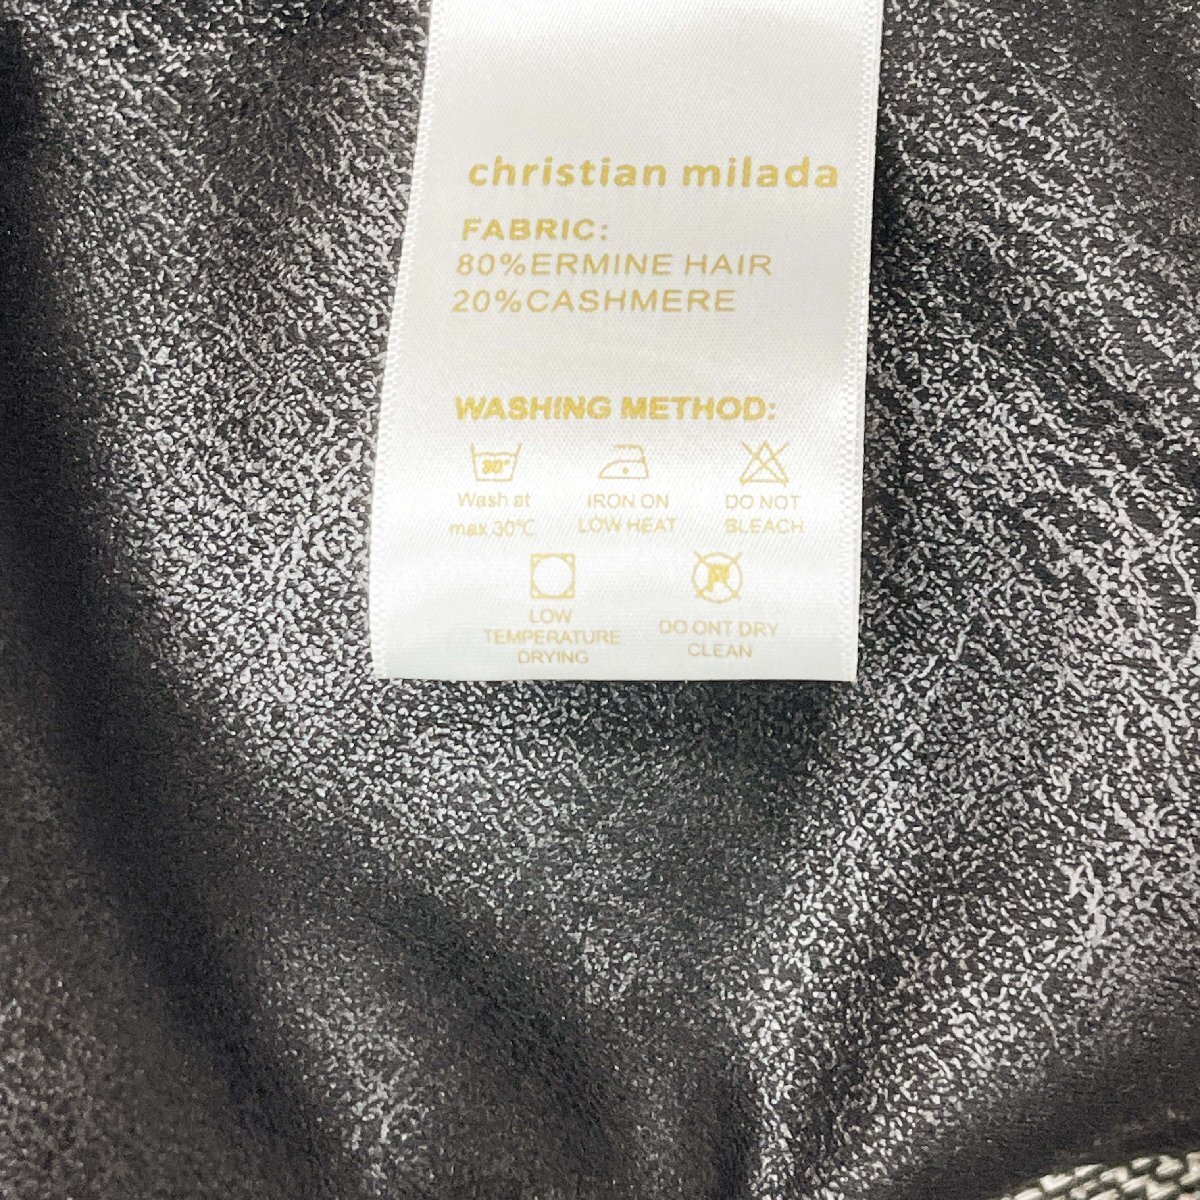 christian milada
FABRIC:
80%ERMINE HAIR
20%CASHMERE
WASHING METHOD:
30°
Wash at
max 30℃
IRON ON
LOW HEAT
DO NOT
BLEACH
LOW
TEMPERATURE
DRYING
P
DO ONT DRY
CLEAN